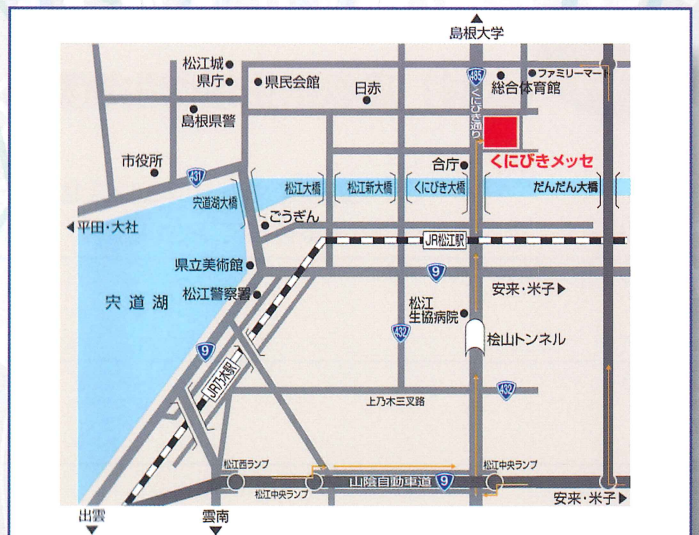 ▲
島根大学
松江城
県庁
県民会館
日赤
485
くにびき通り
総合体育館
ファミリーマート
島根県警
市役所
合庁
くにびきメッセ
431
宍道湖大橋
松江大橋
松江新大橋
くにびき大橋
だんだん大橋
◀平田・大社
ごうぎん
JR松江駅
県立美術館
9
宍道湖
松江警察署
安来・米子▶
松江
生協病院
432
桧山トンネル
9
JR乃木駅
432
上乃木三叉路
松江西ランプ
松江中央ランプ
山陰自動車道
9
松江中央ランプ
安来・米子▶
出雲
▼
雲南
▼